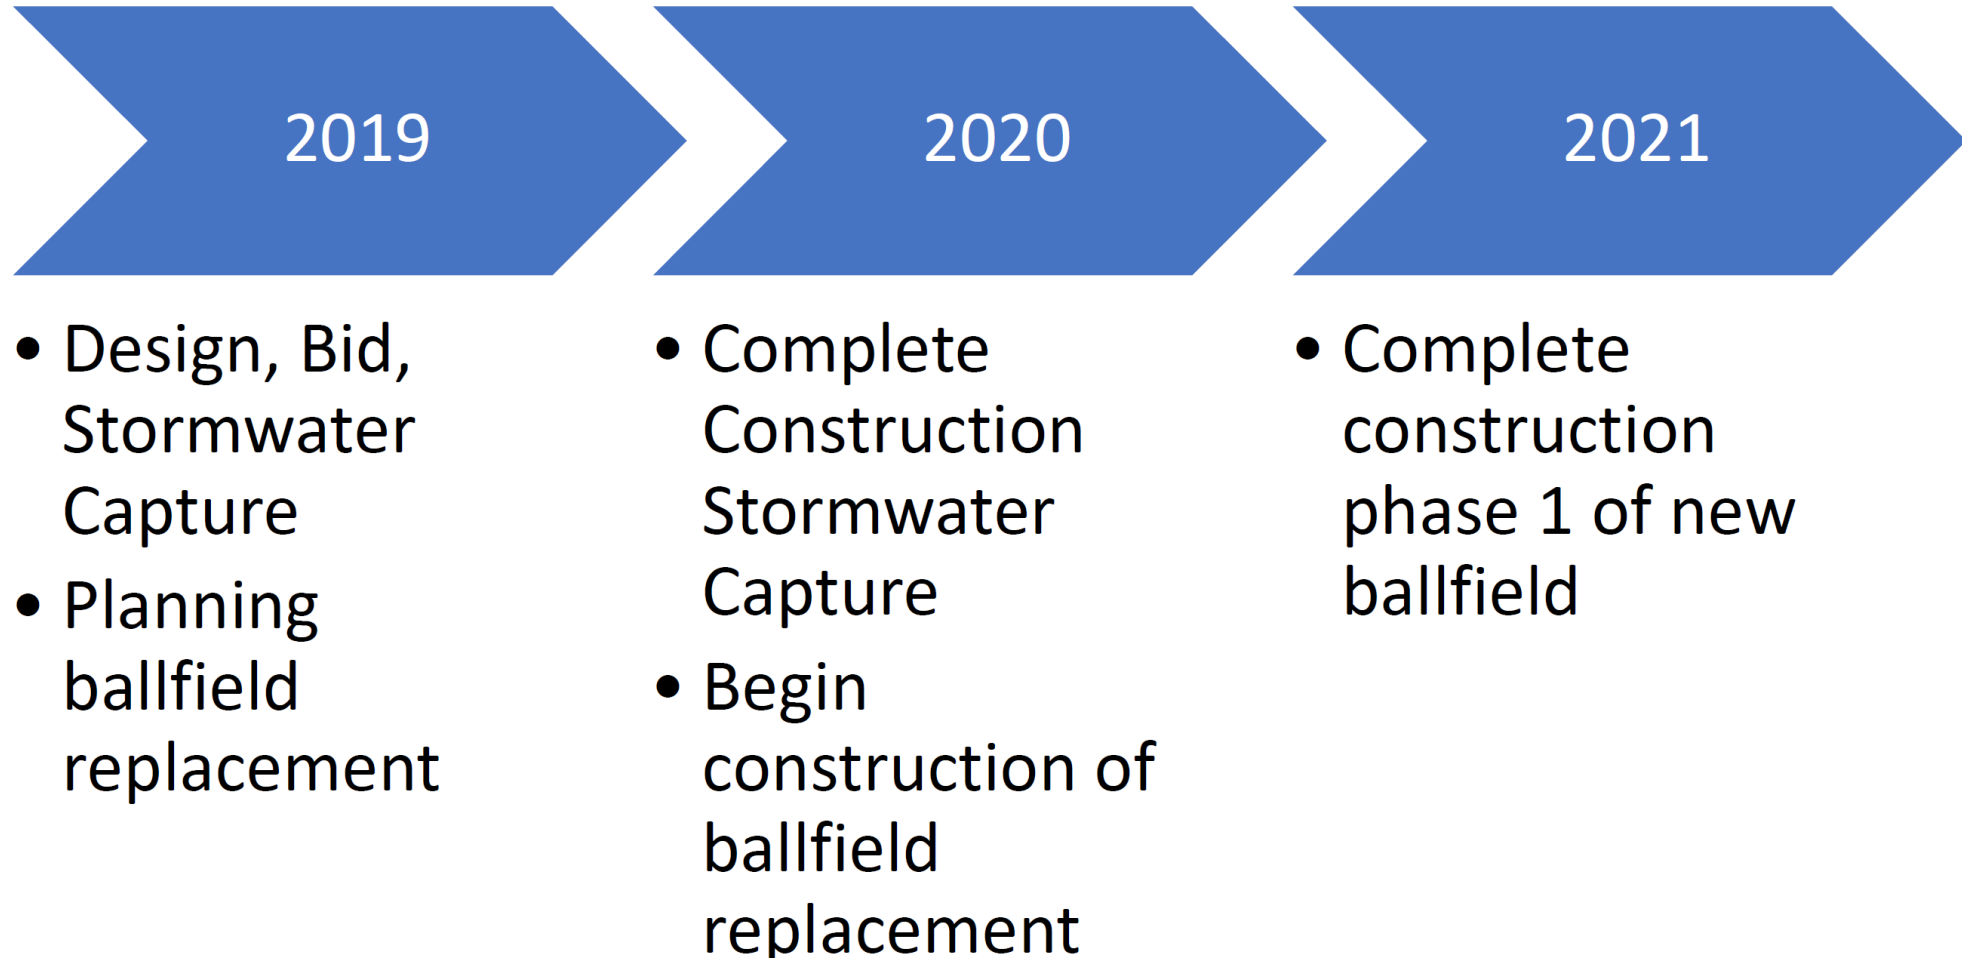 2019
• Design, Bid,
Stormwater
Capture
• Planning
ballfield
replacement
2020
• Complete
Construction
Stormwater
Capture
• Begin
construction of
ballfield
replacement
2021
• Complete
construction
phase 1 of new
ballfield